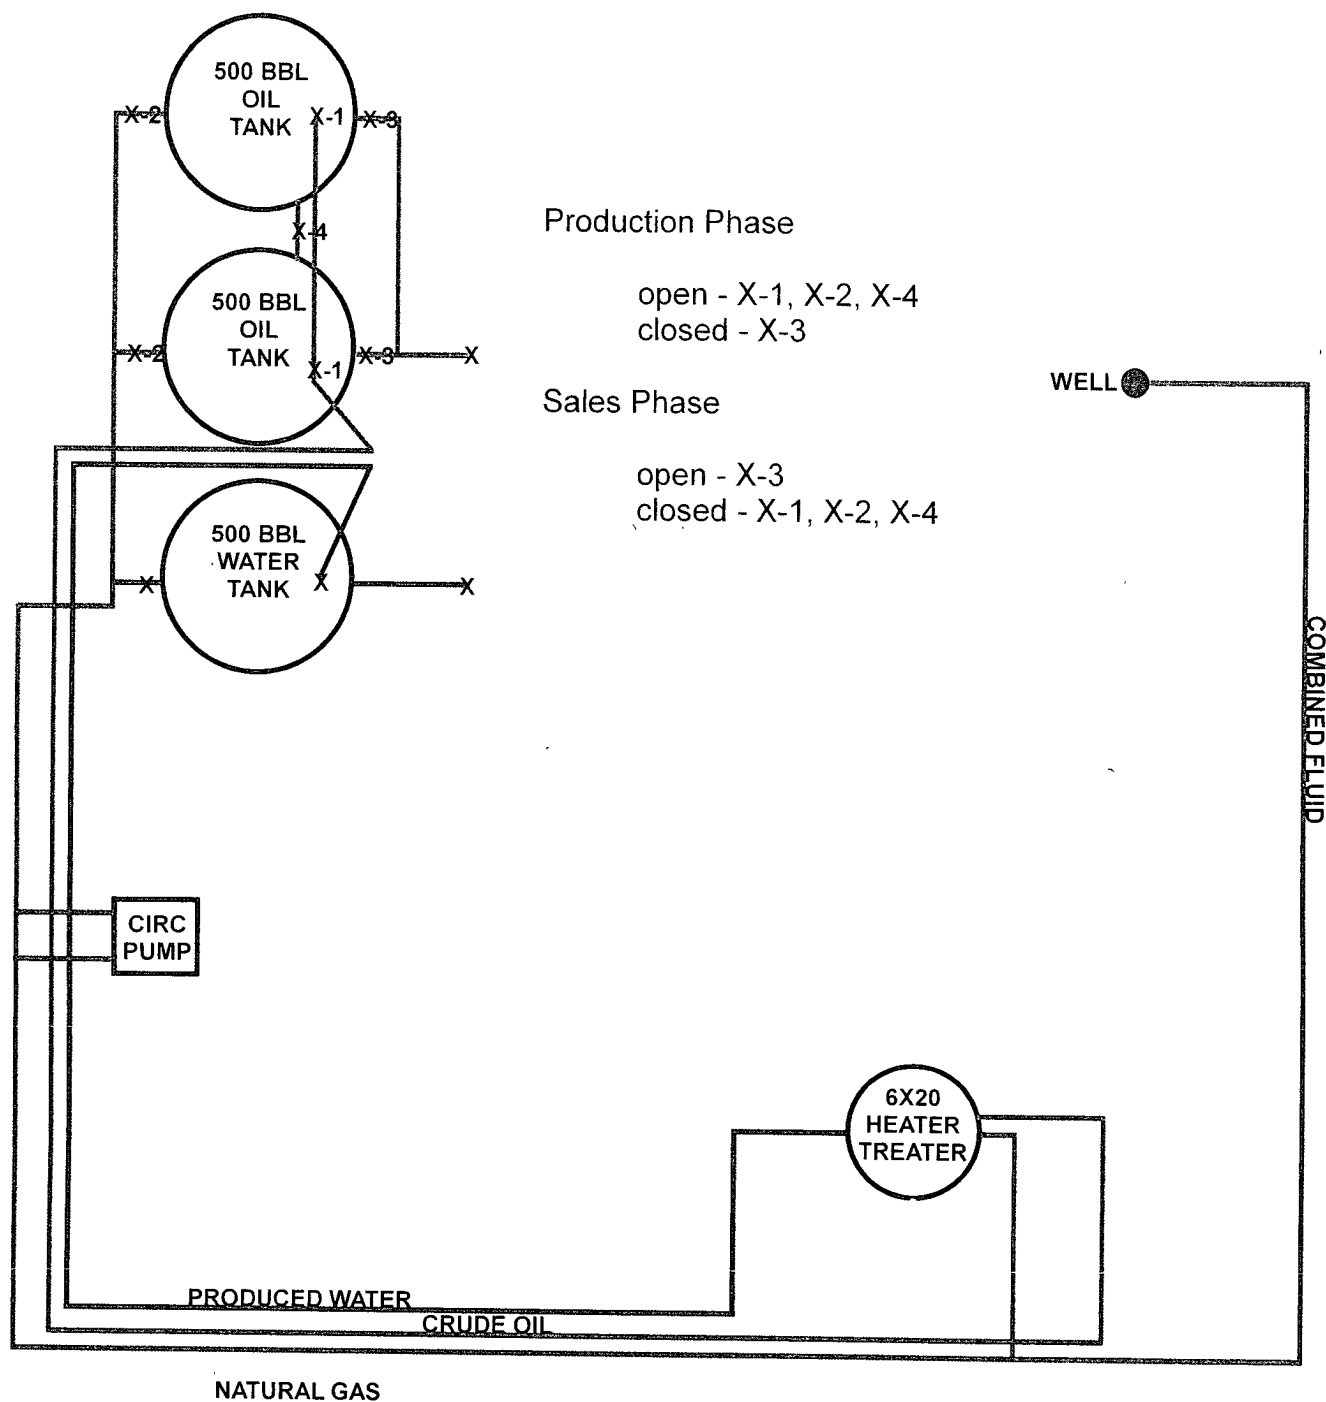 500 BBL
OIL
TANK
X-2
X-1
X-3
X-4
500 BBL
OIL
TANK
X-2
X-1
X-3
X
Production Phase
open - X-1, X-2, X-4
closed - X-3
Sales Phase
open - X-3
closed - X-1, X-2, X-4
WELL
500 BBL
WATER
TANK
X
X
X
COMBINED FLUID
CIRC
PUMP
6X20
HEATER
TREATER
PRODUCED WATER
CRUDE OIL
NATURAL GAS